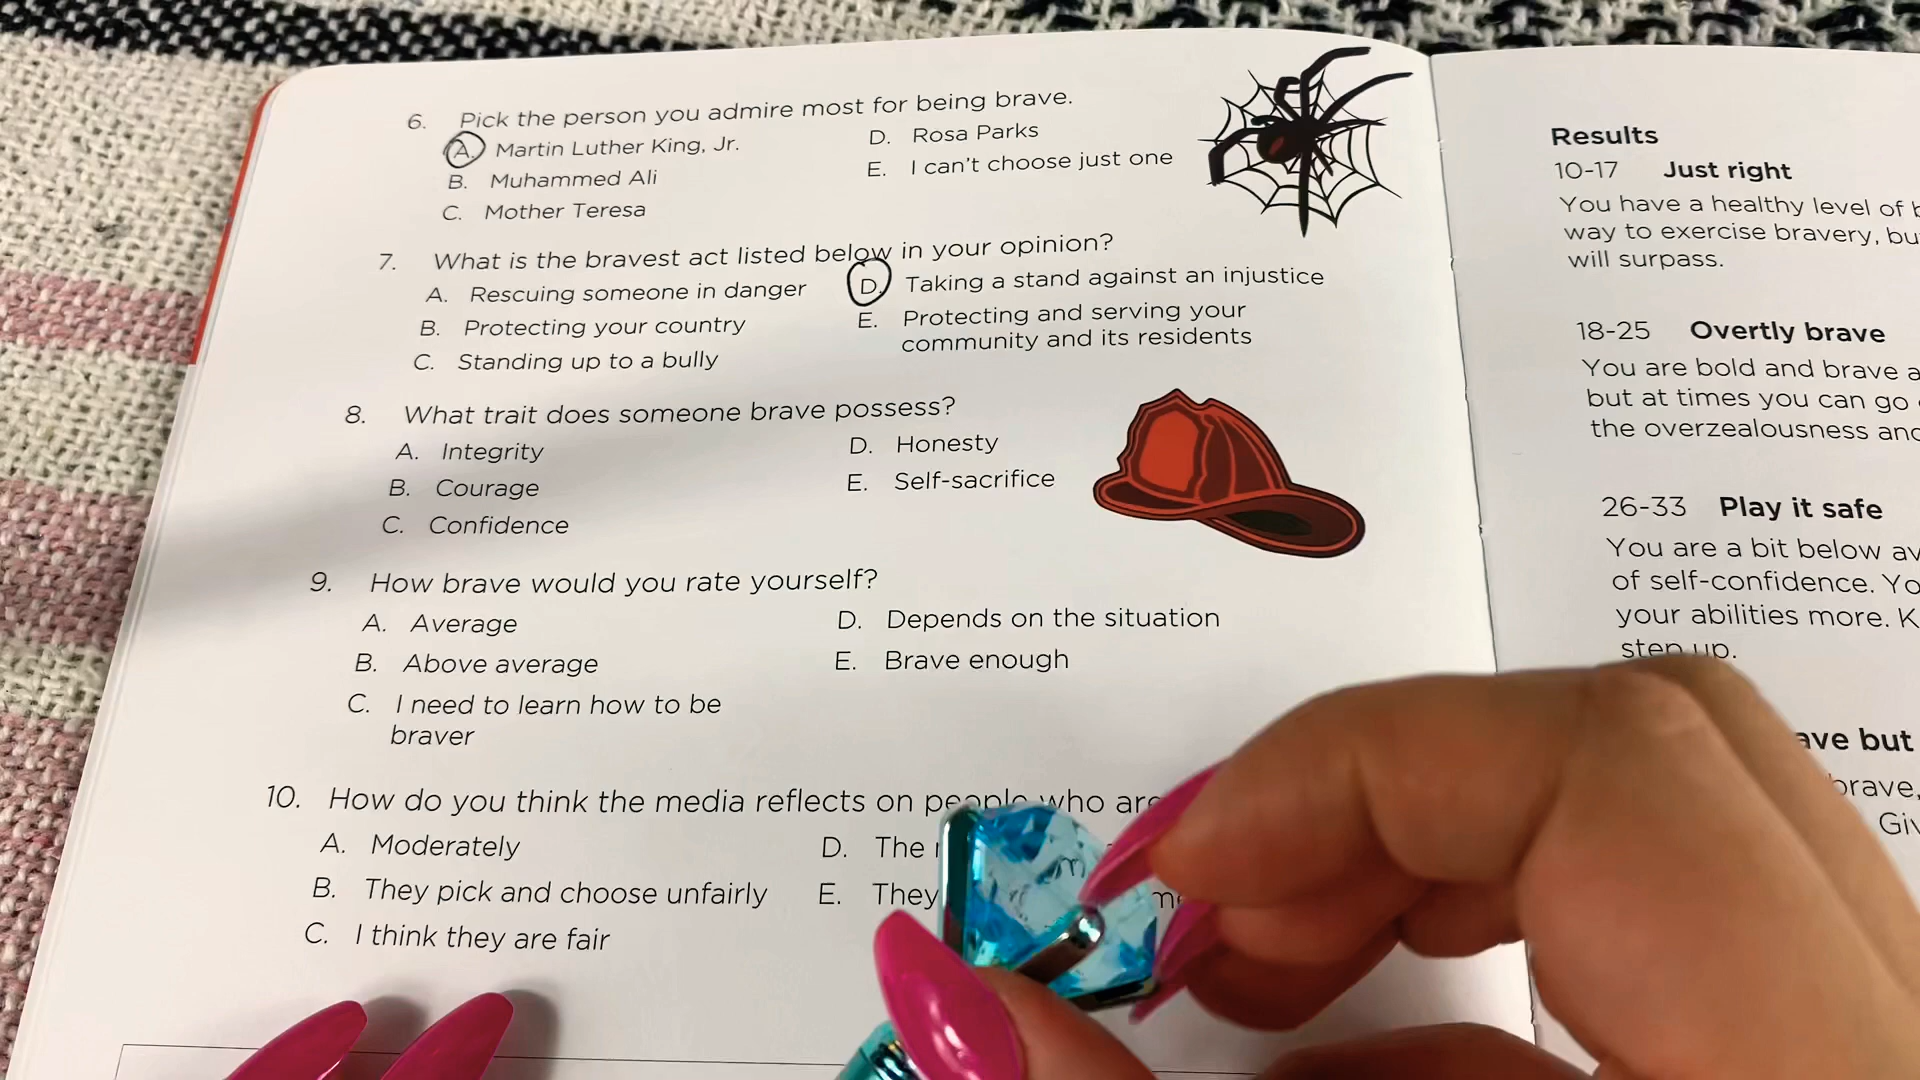 6. Pick the person you admire most for being brave.
A. Martin Luther King, Jr.
B. Muhammed Ali
C. Mother Teresa
D. Rosa Parks
E. I can't choose just one
7. What is the bravest act listed below in your opinion?
A. Rescuing someone in danger
B. Protecting your country
C. Standing up to a bully
D. Taking a stand against an injustice
E. Protecting and serving your
community and its residents
8. What trait does someone brave possess?
A. Integrity
B. Courage
C. Confidence
D. Honesty
E. Self-sacrifice
9. How brave would you rate yourself?
A. Average
B. Above average
C. I need to learn how to be
braver
D. Depends on the situation
E. Brave enough
10. How do you think the media reflects on people who
A. Moderately
B. They pick and choose unfairly
C. I think they are fair
D. The
E. They
Results
10-17 Just right
You have a healthy level of
way to exercise bravery,
will surpass.
18-25 Overtly brave
You are bold and brave
but at times you can go
the overzealousness
26-33 Play it safe
You are a bit below
of self-confidence.
your abilities more.
step up.
but
brave,